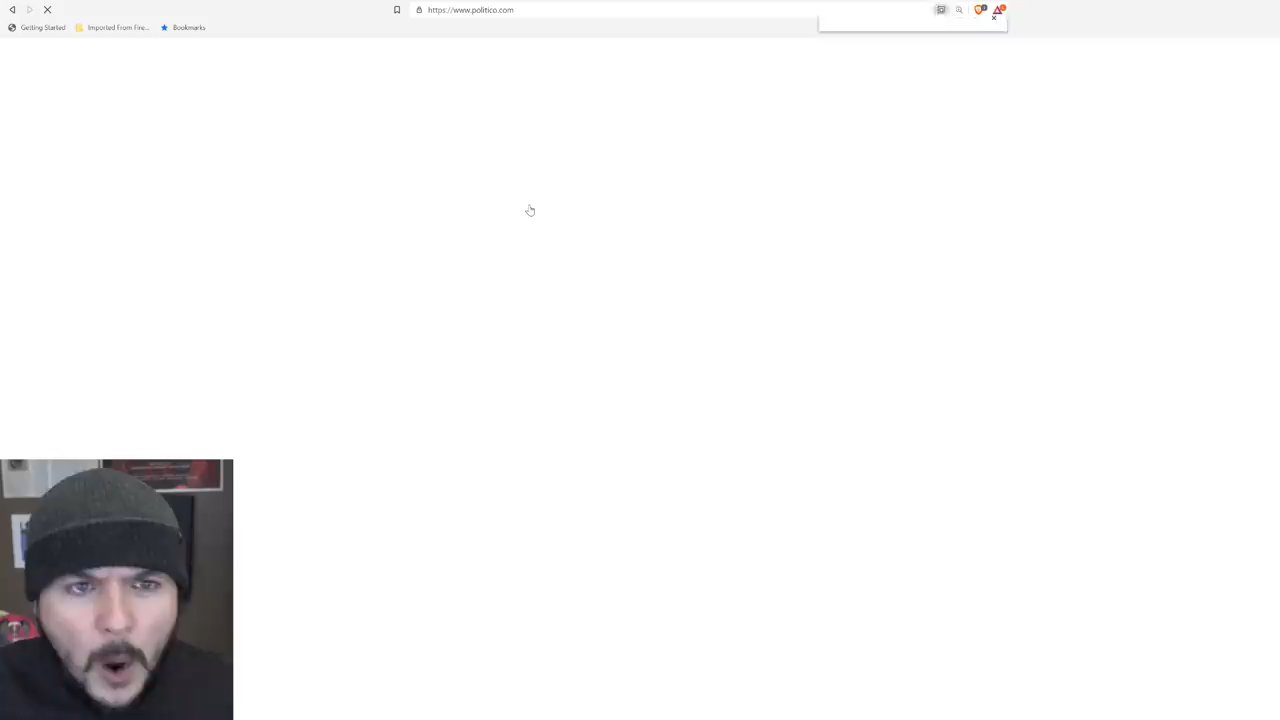 https://www.politico.com
Getting Started
Imported From Fire...
Bookmarks